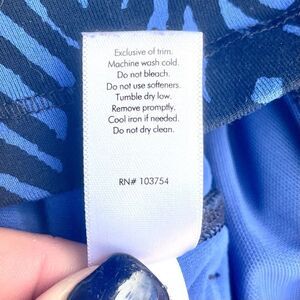 Exclusive of trim.
Machine wash cold.
Do not bleach.
Do not use softeners.
Tumble dry low.
Remove promptly.
Cool iron if needed.
Do not dry clean.
RN# 103754